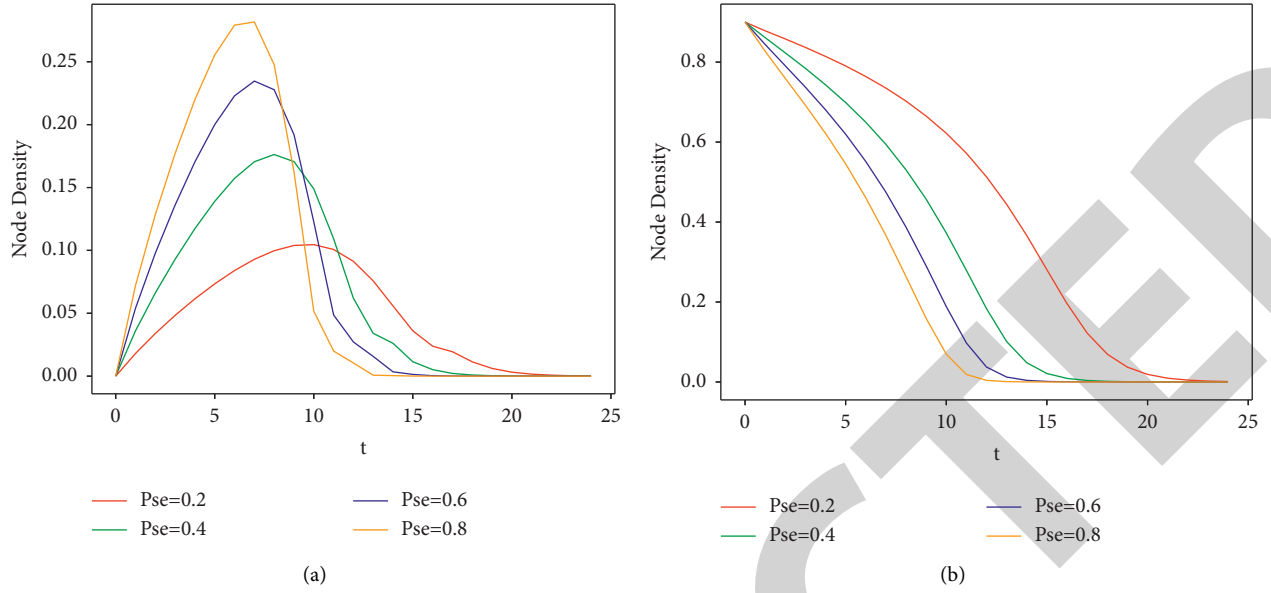 0.25
0.20
0.15
0.10
0.05
0.00
Node Density
0 5 10 15 20 25
t
Pse=0.2 Pse=0.6
Pse=0.4 Pse=0.8
(a)
0.8
0.6
0.4
0.2
0.0
Node Density
0 5 10 15 20 25
t
Pse=0.2 Pse=0.6
Pse=0.4 Pse=0.8
(b)
CTED